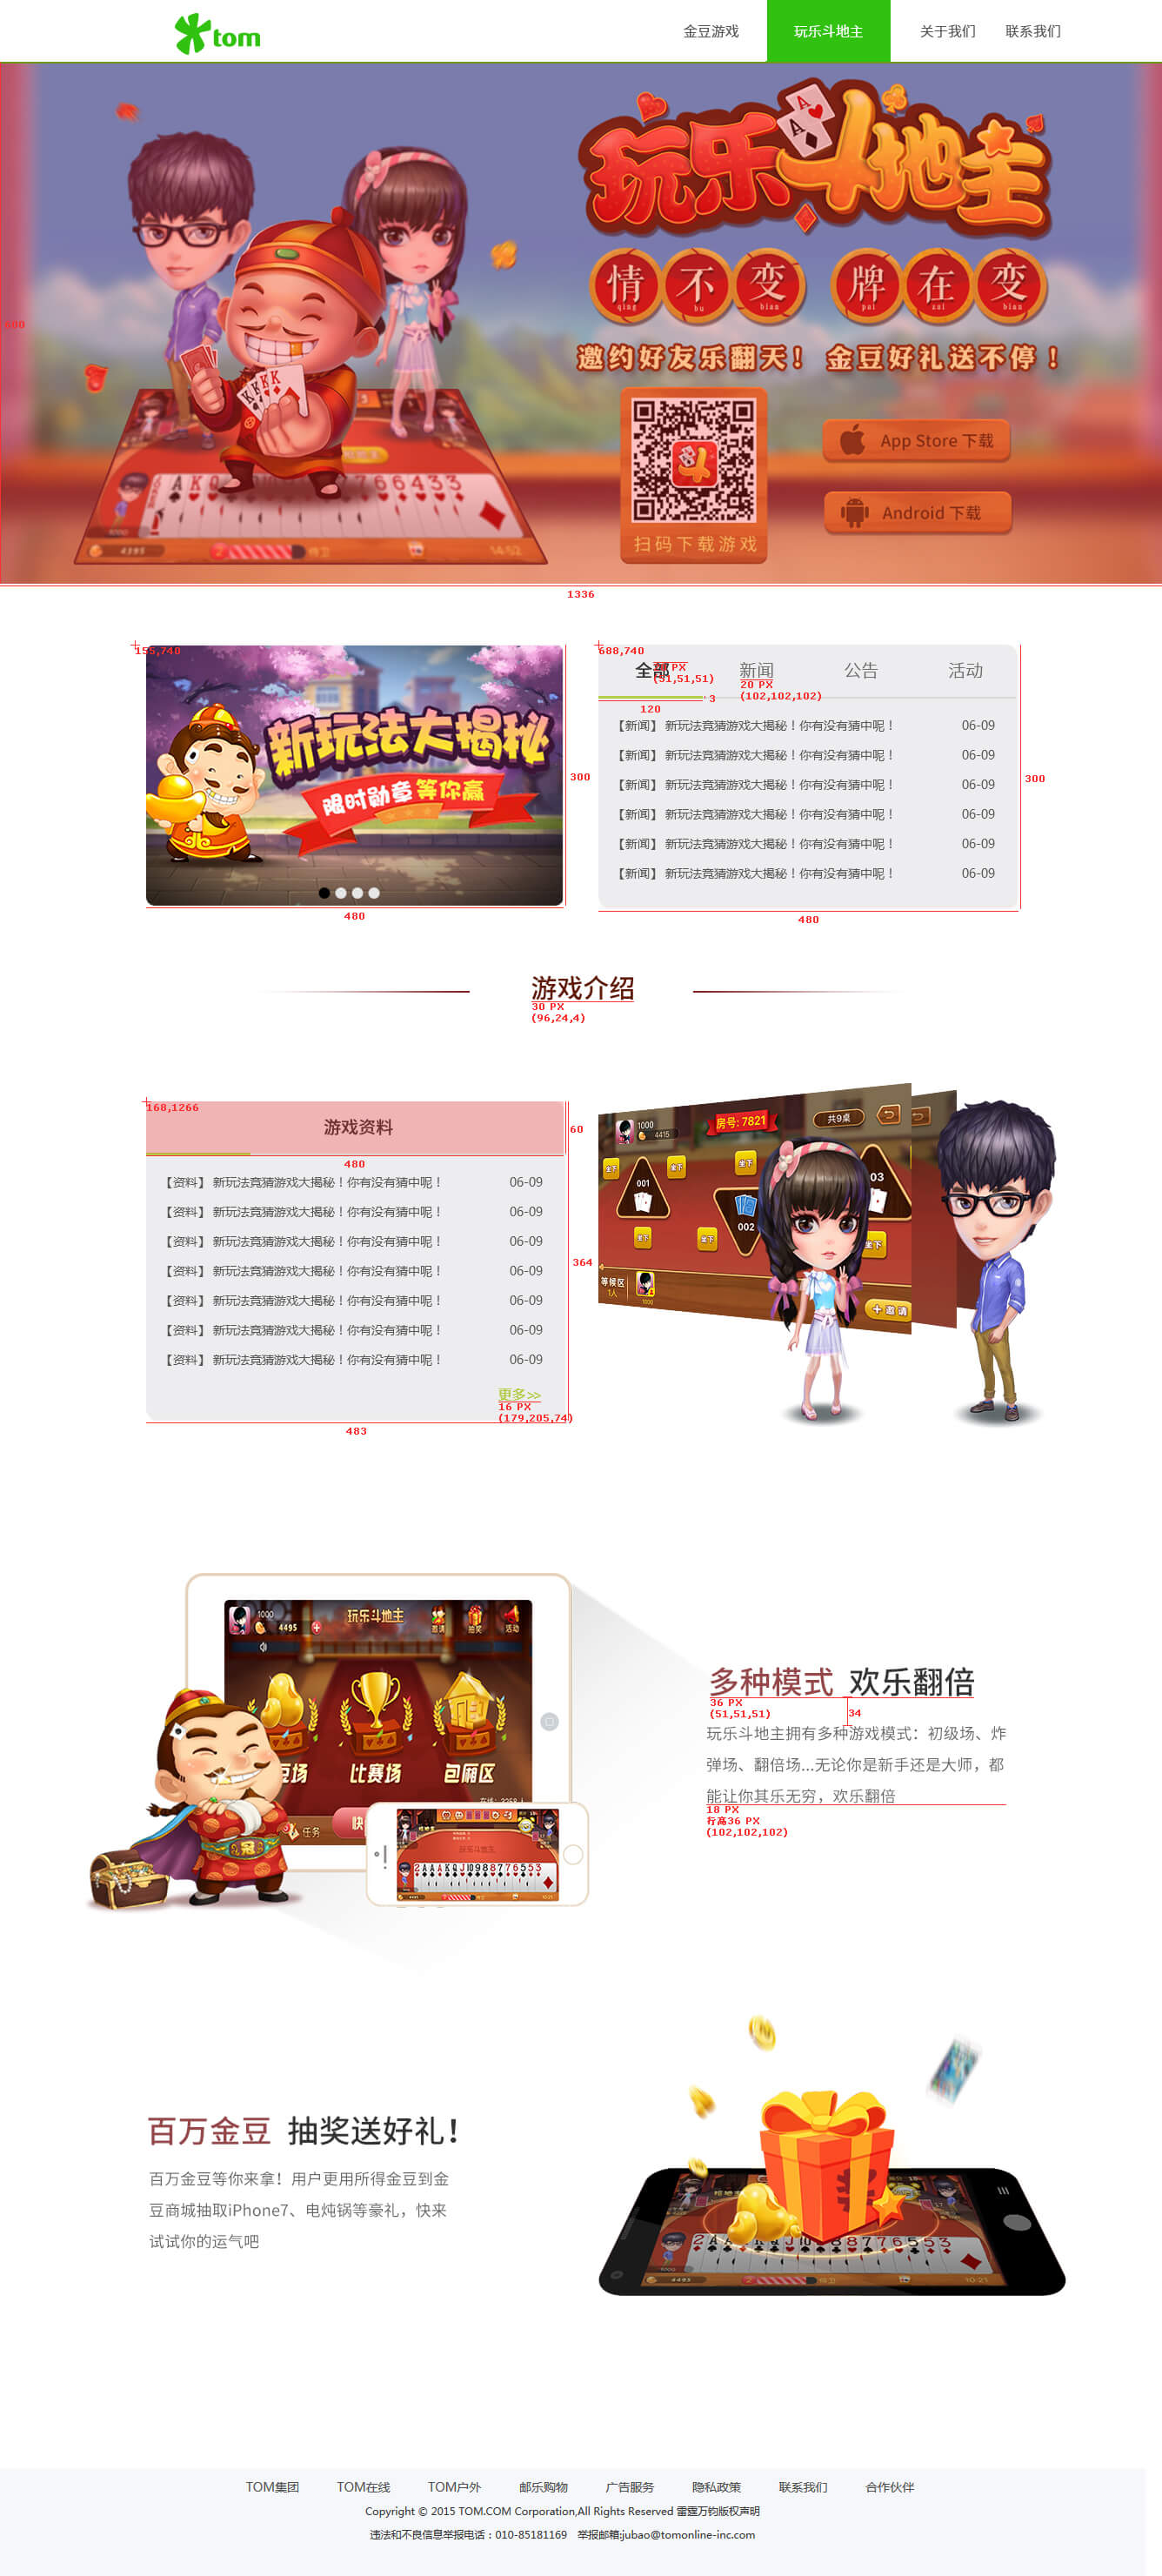 tom
金豆游戏 玩乐斗地主 关于我们 联系我们
玩乐斗地主
情不变 牌在变
qing bu bian pai zai bian
邀约好友乐翻天！ 金豆好礼送不停！
App Store 下载
Android 下载
扫码下载游戏
600
1336
155,740
688,740
全部 新闻 公告 活动
PX
(51,51,51)
20 PX
(102,102,102)
3
120
新玩法大揭秘
限时勋章等你赢
300
480
【新闻】新玩法竞猜游戏大揭秘！你有没有猜中呢！ 06-09
【新闻】新玩法竞猜游戏大揭秘！你有没有猜中呢！ 06-09
【新闻】新玩法竞猜游戏大揭秘！你有没有猜中呢！ 06-09
【新闻】新玩法竞猜游戏大揭秘！你有没有猜中呢！ 06-09
【新闻】新玩法竞猜游戏大揭秘！你有没有猜中呢！ 06-09
【新闻】新玩法竞猜游戏大揭秘！你有没有猜中呢！ 06-09
300
480
游戏介绍
30 PX
(96,24,4)
168,1266
游戏资料
60
480
【资料】新玩法竞猜游戏大揭秘！你有没有猜中呢！ 06-09
【资料】新玩法竞猜游戏大揭秘！你有没有猜中呢！ 06-09
【资料】新玩法竞猜游戏大揭秘！你有没有猜中呢！ 06-09
【资料】新玩法竞猜游戏大揭秘！你有没有猜中呢！ 06-09
【资料】新玩法竞猜游戏大揭秘！你有没有猜中呢！ 06-09
【资料】新玩法竞猜游戏大揭秘！你有没有猜中呢！ 06-09
【资料】新玩法竞猜游戏大揭秘！你有没有猜中呢！ 06-09
364
更多>>
16 PX
(179,205,74)
483
1000
4415
房号: 7821
共9桌
坐下
001
002
03
等候区
1人
邀请
1000
4495
玩乐斗地主
邀请 抽奖 活动
豆场 比赛场 包厢区
任务
快
多种模式 欢乐翻倍
36 PX
(51,51,51)
34
玩乐斗地主拥有多种游戏模式：初级场、炸
弹场、翻倍场...无论你是新手还是大师，都
能让你其乐无穷，欢乐翻倍
18 PX
行高36 PX
(102,102,102)
百万金豆 抽奖送好礼！
百万金豆等你来拿！用户更用所得金豆到金
豆商城抽取iPhone7、电炖锅等豪礼，快来
试试你的运气吧
TOM集团 TOM在线 TOM户外 邮乐购物 广告服务 隐私政策 联系我们 合作伙伴
Copyright © 2015 TOM.COM Corporation,All Rights Reserved 雷霆万钧版权声明
违法和不良信息举报电话：010-85181169 举报邮箱:jubao@tomonline-inc.com